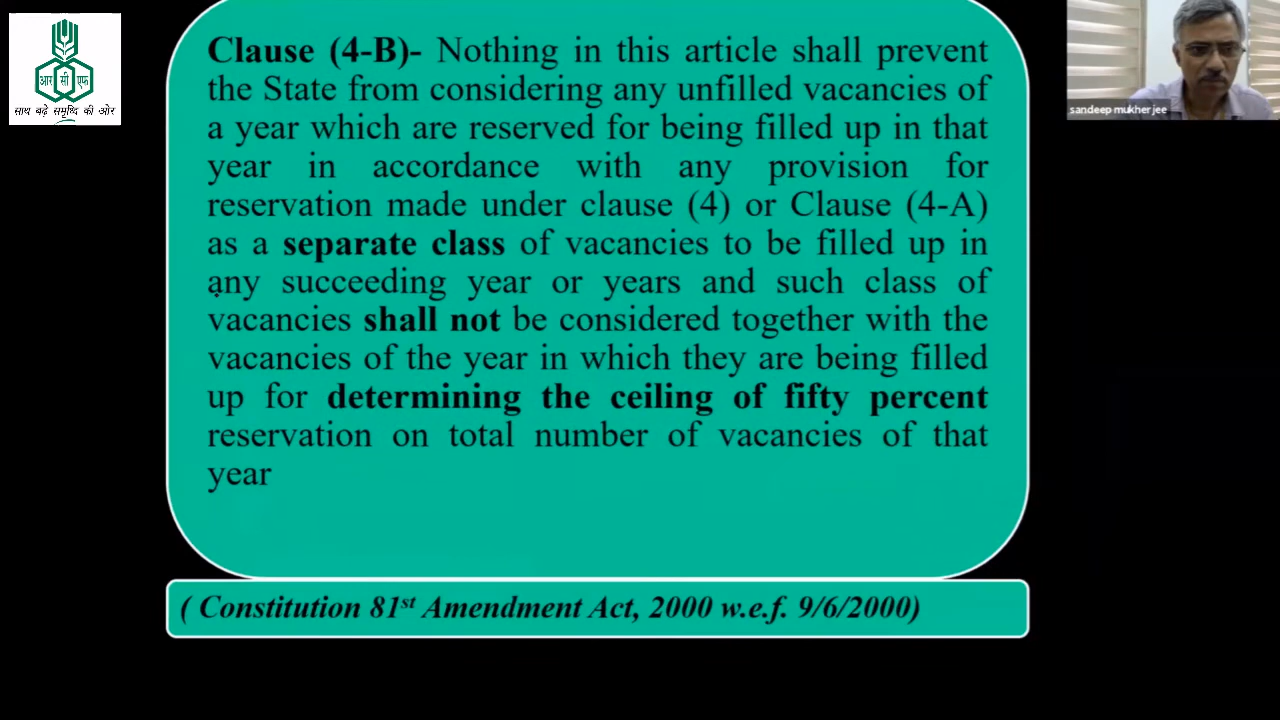 आर सी एफ
साथ बढ़े समृध्दि की ओर
Clause (4-B)- Nothing in this article shall prevent
the State from considering any unfilled vacancies of
a year which are reserved for being filled up in that
year in accordance with any provision for
reservation made under clause (4) or Clause (4-A)
as a separate class of vacancies to be filled up in
any succeeding year or years and such class of
vacancies shall not be considered together with the
vacancies of the year in which they are being filled
up for determining the ceiling of fifty percent
reservation on total number of vacancies of that
year
( Constitution 81st Amendment Act, 2000 w.e.f. 9/6/2000)
sandeep mukherjee